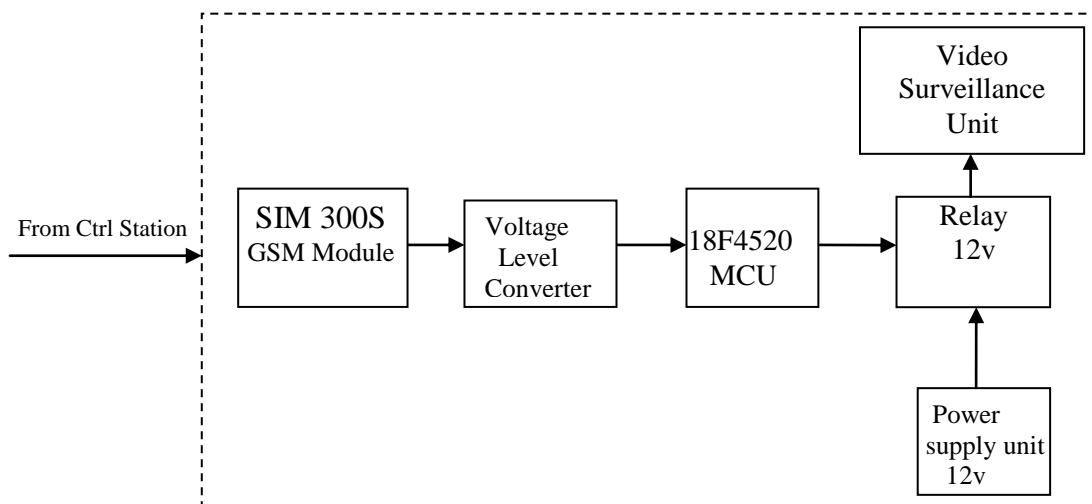 Video
Surveillance
Unit
From Ctrl Station
SIM 300S
GSM Module
Voltage
Level
Converter
18F4520
MCU
Relay
12v
Power
supply unit
12v